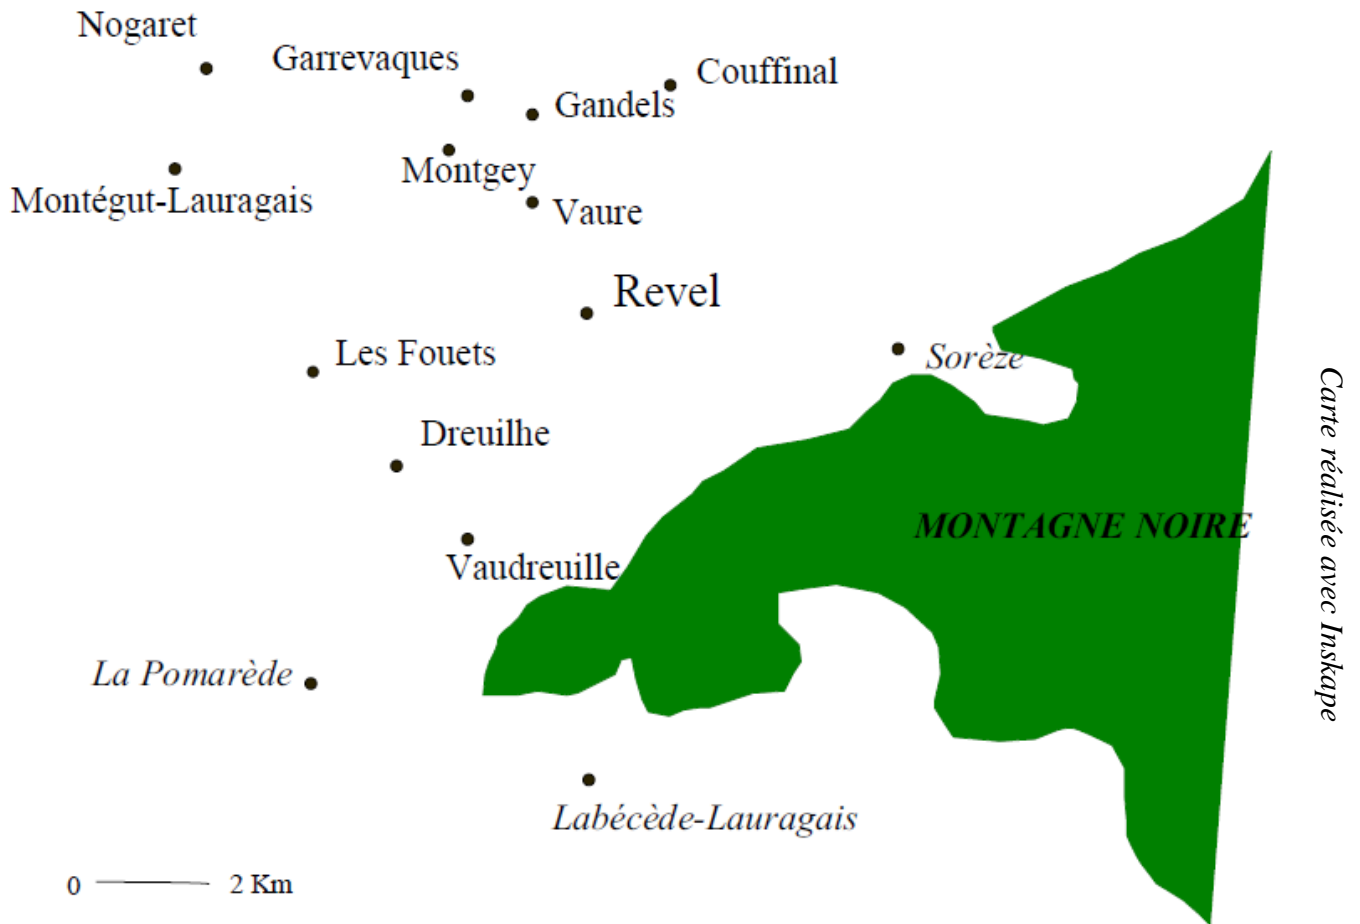 Nogaret
Garrevaques
Couffinal
Gandels
Montgey
Montégut-Lauragais
Vaure
Revel
Les Fouets
Sorèze
Dreuilhe
MONTAGNE NOIRE
Vaudreuille
La Pomarède
Labécède-Lauragais
0 2 Km
Carte réalisée avec Inskape